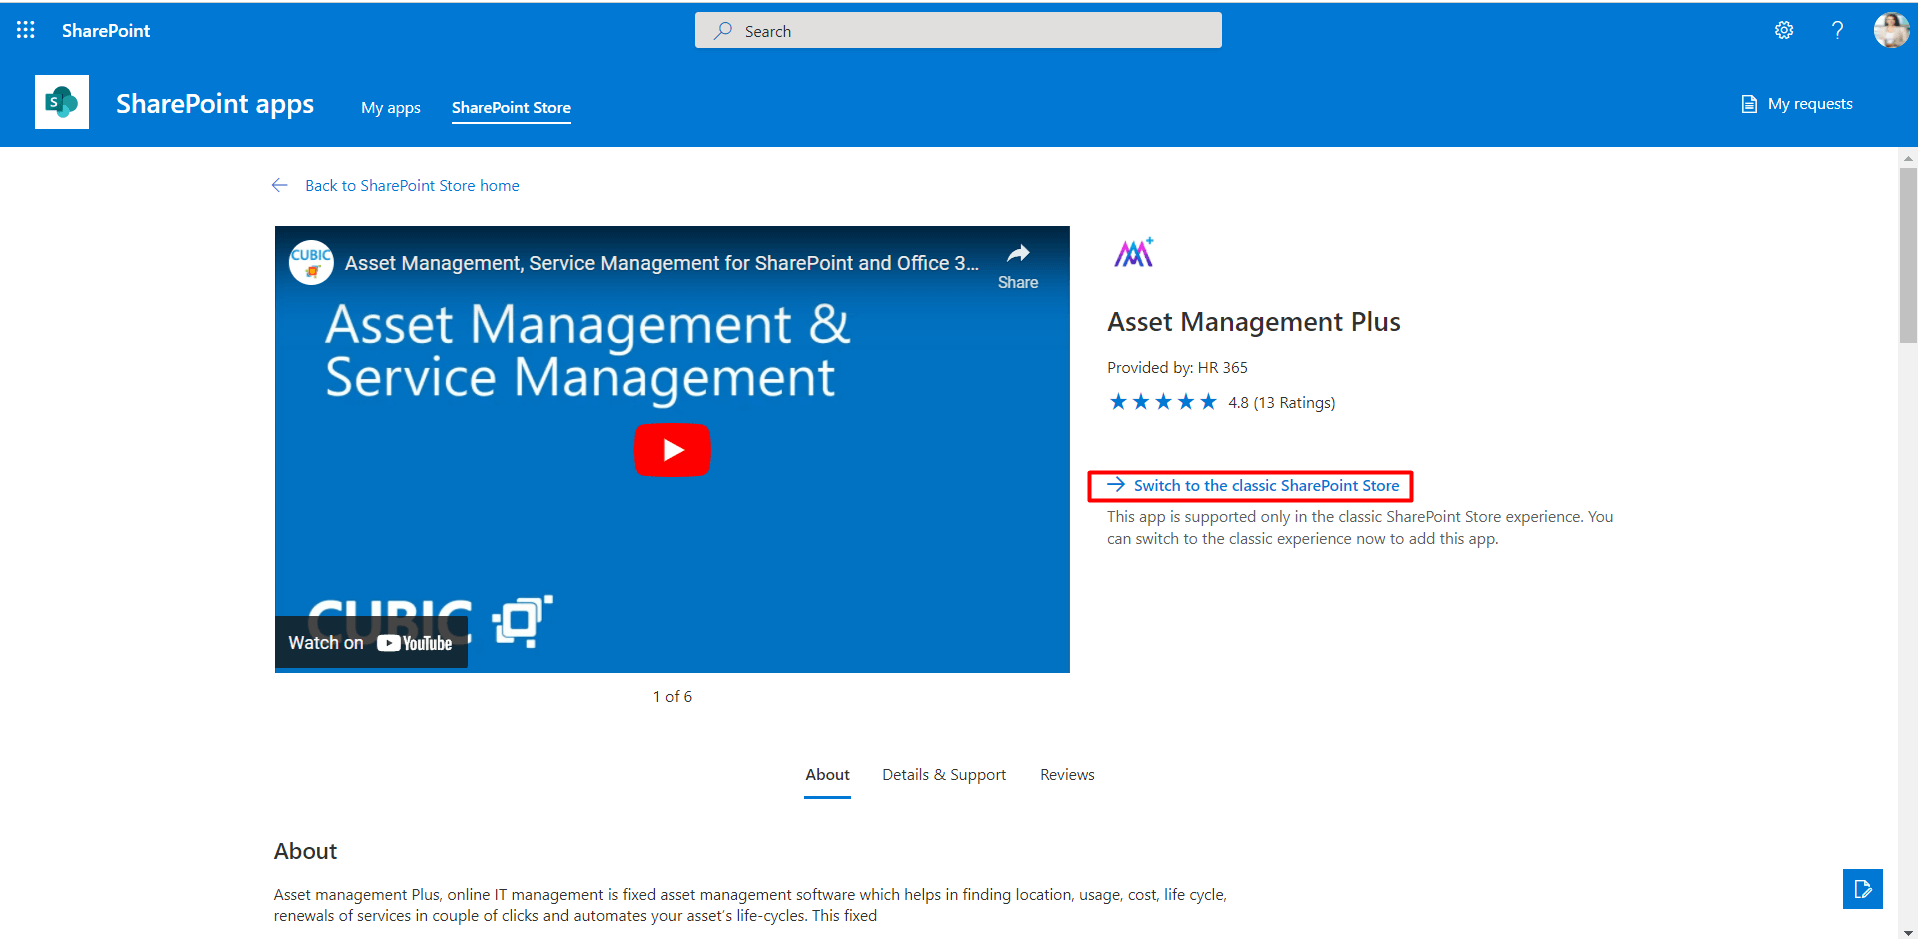 SharePoint
Search
?
S
SharePoint apps
My apps
SharePoint Store
My requests
Back to SharePoint Store home
CUBIC
Asset Management, Service Management for SharePoint and Office 3...
Share
Asset Management &
Service Management
CUBIC
Watch on YouTube
1 of 6
Asset Management Plus
Provided by: HR 365
4.8 (13 Ratings)
Switch to the classic SharePoint Store
This app is supported only in the classic SharePoint Store experience. You
can switch to the classic experience now to add this app.
About
Details & Support
Reviews
About
Asset management Plus, online IT management is fixed asset management software which helps in finding location, usage, cost, life cycle,
renewals of services in couple of clicks and automates your asset's life-cycles. This fixed